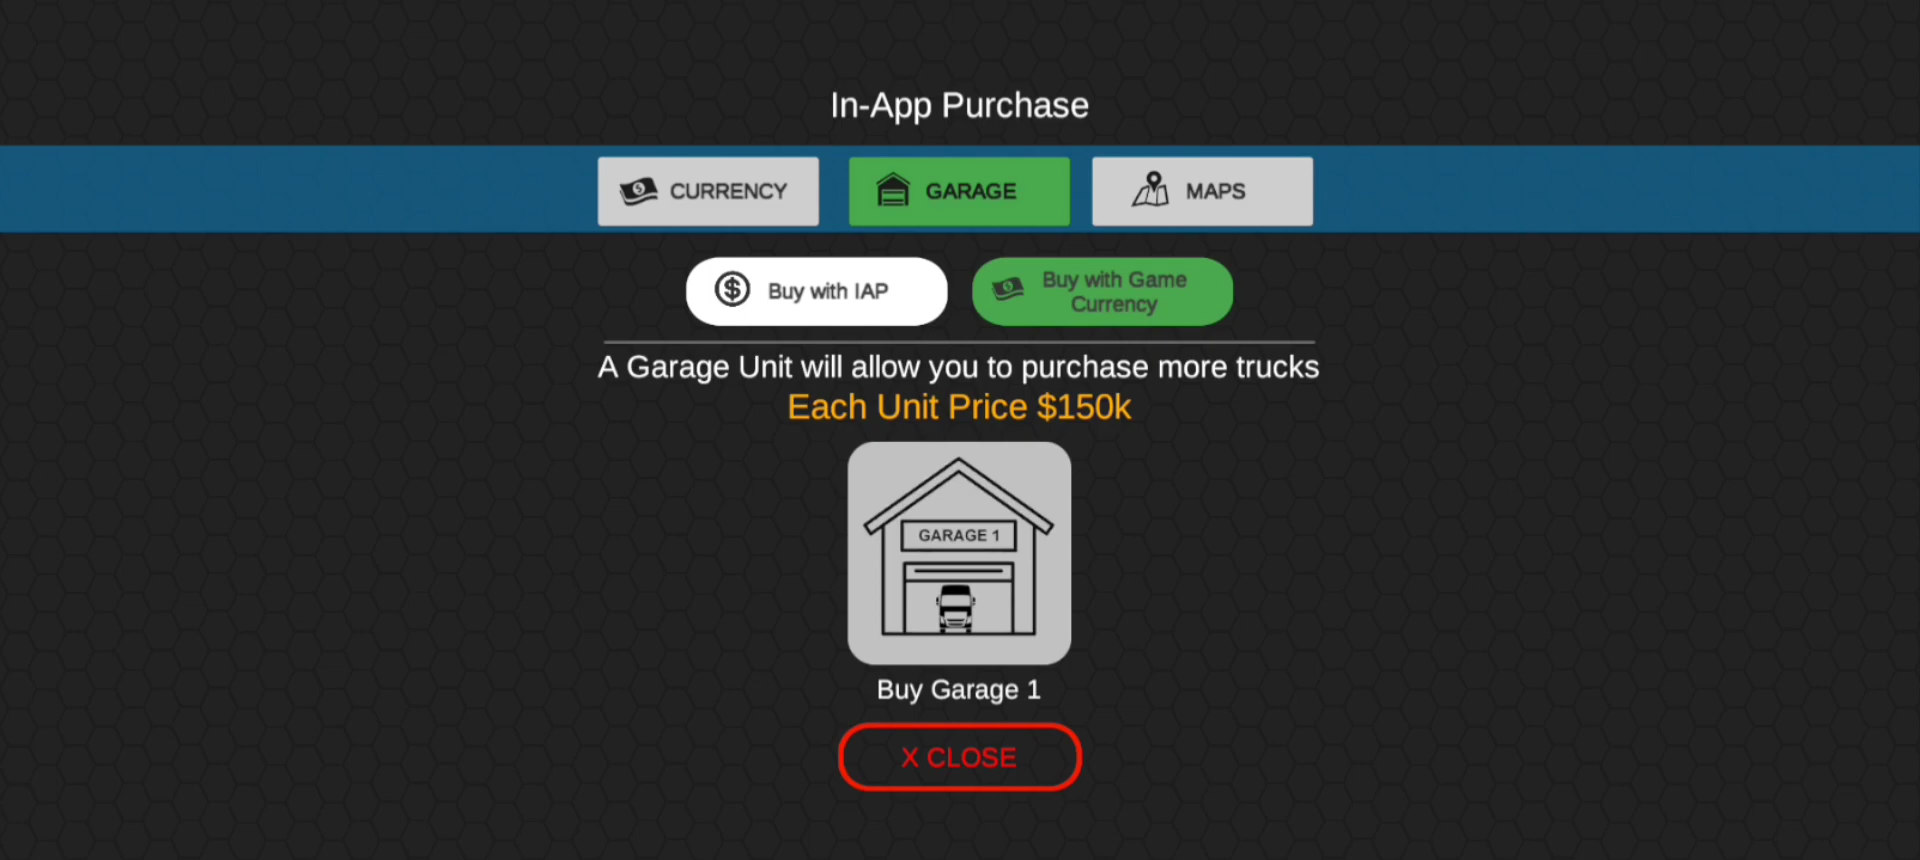 In-App Purchase
CURRENCY
GARAGE
MAPS
Buy with IAP
Buy with Game
Currency
A Garage Unit will allow you to purchase more trucks
Each Unit Price $150k
GARAGE 1
Buy Garage 1
X CLOSE